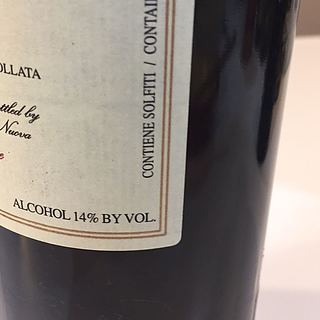 OLLATA
ttled by
Nuova
ALCOHOL 14% BY VOL.
CONTIENE SOLFITI / CONTAI